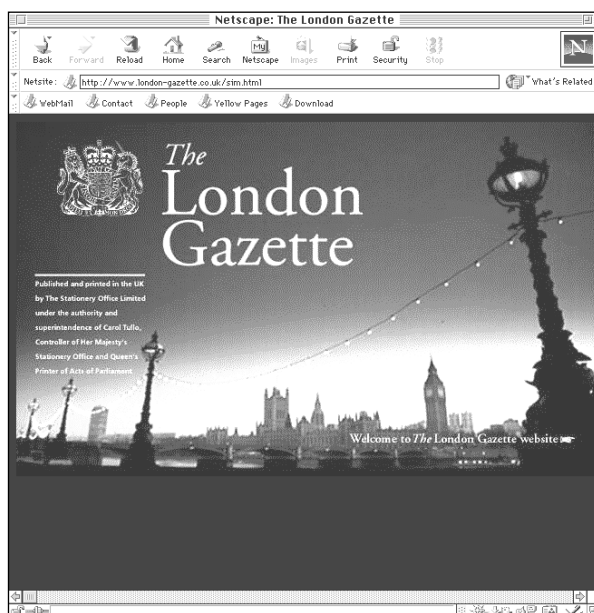 Netscape: The London Gazette
Back Forward Reload Home Search Netscape Images Print Security Stop
My
N
Netsite: http://www.london-gazette.co.uk/sim.html What's Related
WebMail Contact People Yellow Pages Download
The
London
Gazette
Published and printed in the UK
by The Stationery Office Limited
under the authority and
superintendence of Carol Tullo,
Controller of Her Majesty's
Stationery Office and Queen's
Printer of Acts of Parliament
Welcome to The London Gazette website